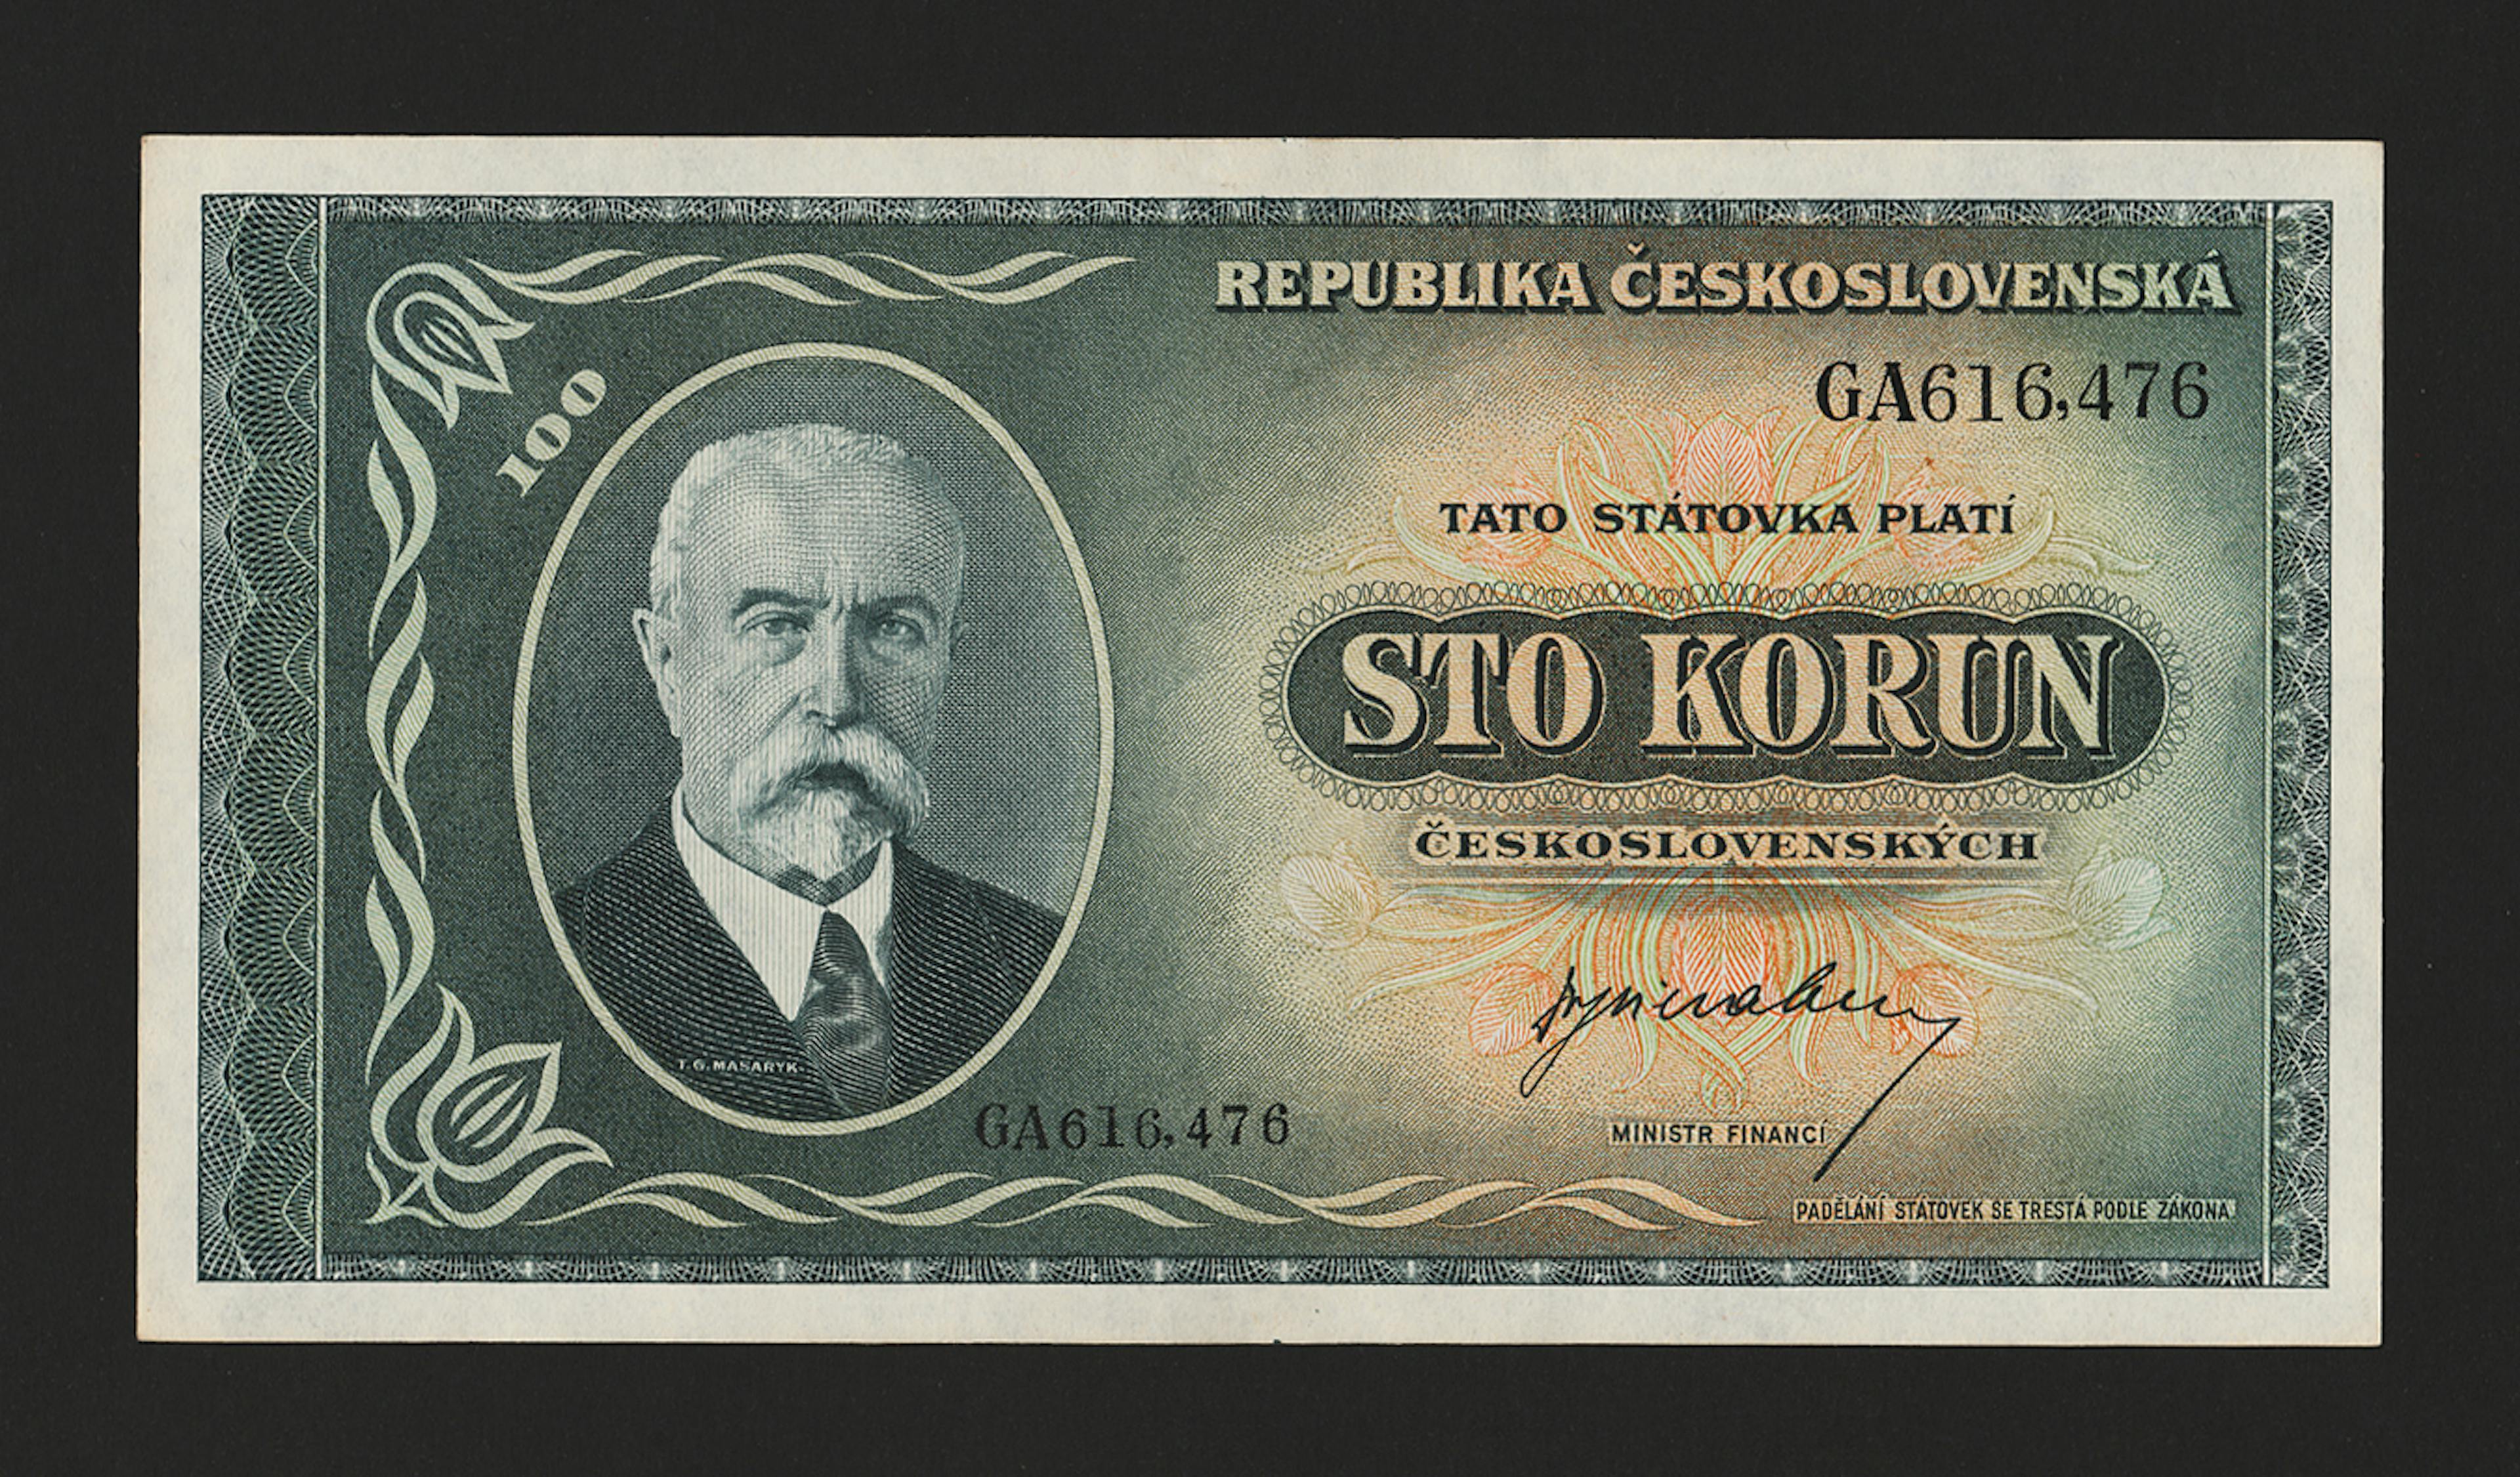 REPUBLIKA ČESKOSLOVENSKÁ
100
GA616,476
TATO STÁTOVKA PLATÍ
STO KORUN
ČESKOSLOVENSKÝCH
T.G.MASARYK.
GA616,476
MINISTR FINANCÍ
PADĚLÁNÍ STÁTOVEK SE TRESTÁ PODLE ZÁKONA